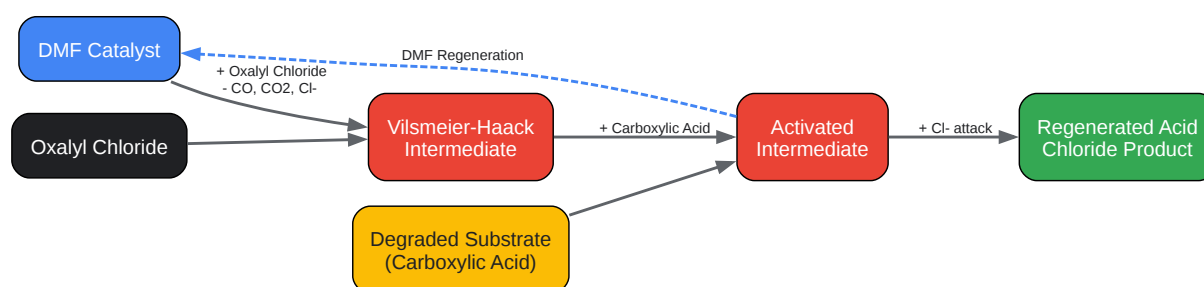 DMF Catalyst
DMF Regeneration
+ Oxalyl Chloride
- CO, CO2, Cl-
Oxalyl Chloride
Vilsmeier-Haack
Intermediate
+ Carboxylic Acid
Activated
Intermediate
+ Cl- attack
Regenerated Acid
Chloride Product
Degraded Substrate
(Carboxylic Acid)